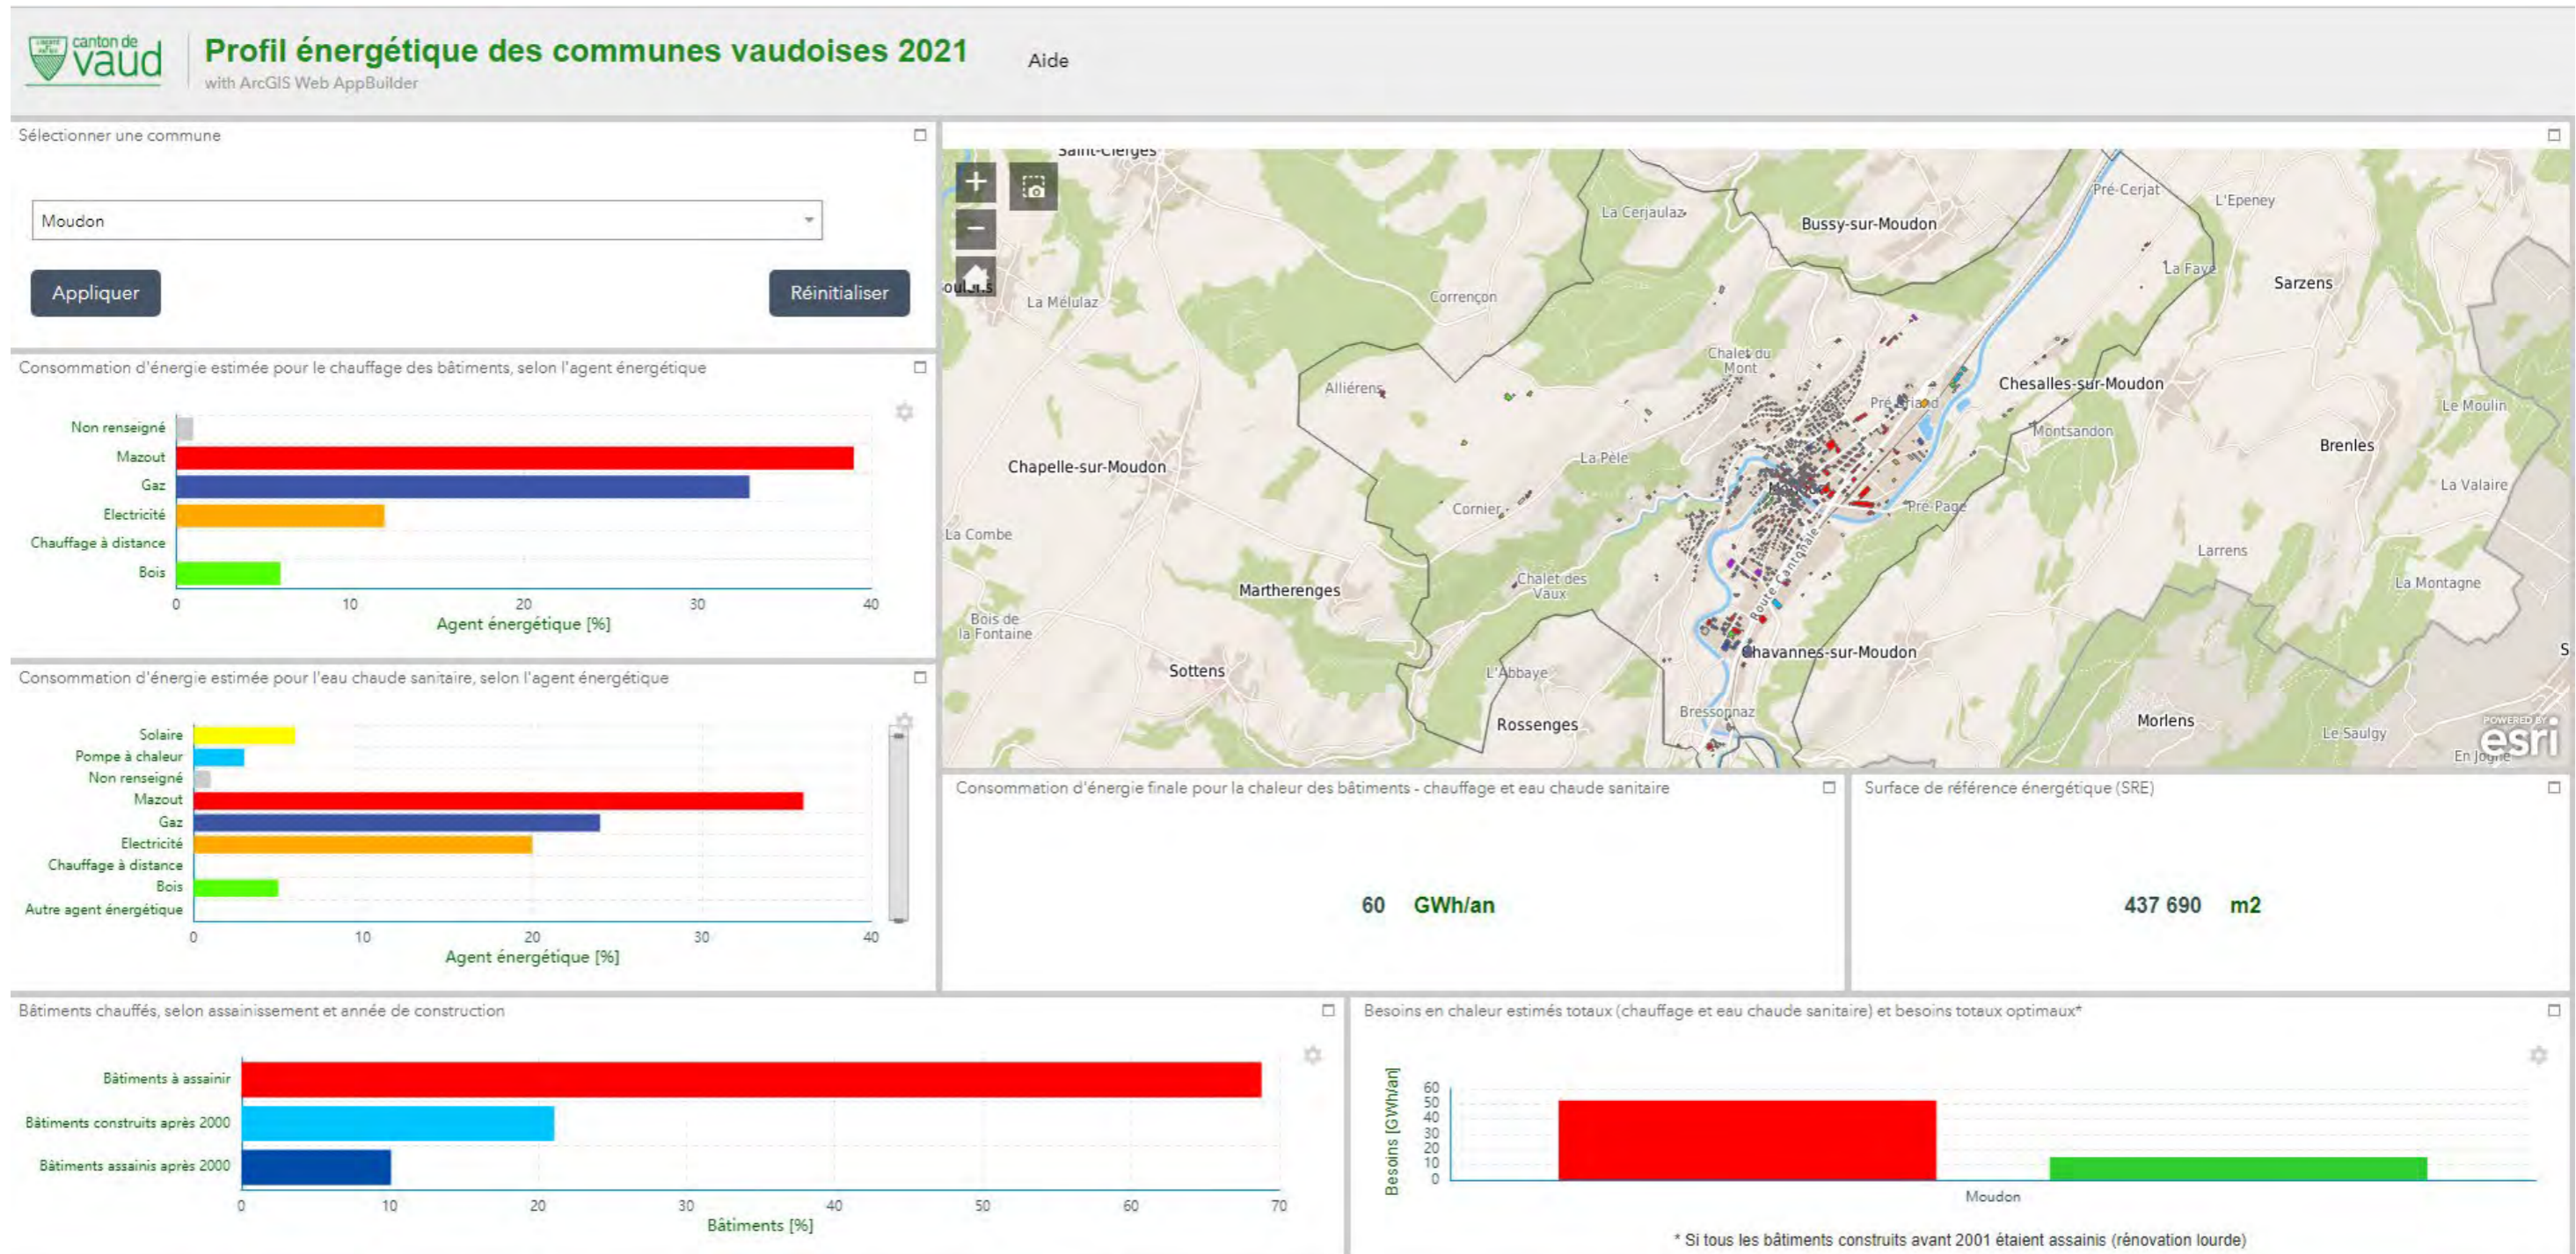 canton de
vaud
LIBERTÉ
ET
PATRIE
Profil énergétique des communes vaudoises 2021
with ArcGIS Web AppBuilder
Aide
Sélectionner une commune
Moudon
Appliquer
Réinitialiser
Consommation d'énergie estimée pour le chauffage des bâtiments, selon l'agent énergétique
Non renseigné
Mazout
Gaz
Electricité
Chauffage à distance
Bois
0 10 20 30 40
Agent énergétique [%]
Consommation d'énergie estimée pour l'eau chaude sanitaire, selon l'agent énergétique
Solaire
Pompe à chaleur
Non renseigné
Mazout
Gaz
Electricité
Chauffage à distance
Bois
Autre agent énergétique
0 10 20 30 40
Agent énergétique [%]
Saint-Cierges
Pré-Cerjat
L'Epeney
La Cerjaulaz
Bussy-sur-Moudon
La Faye
Sarzens
La Mélulaz
Corrençon
Chalet du
Mont
Alliérens
Chesalles-sur-Moudon
Pré Briand
Le Moulin
Montsandon
Brenles
La Pèle
Chapelle-sur-Moudon
La Valaire
Cornier
Pré-Page
La Combe
Larrens
Route Cantonale
Chalet des
Vaux
La Montagne
Martherenges
Bois de
la Fontaine
Chavannes-sur-Moudon
Sottens
L'Abbaye
Bressonnaz
Rossenges
Morlens
Le Saulgy
POWERED BY
esri
En Jogne
Consommation d'énergie finale pour la chaleur des bâtiments - chauffage et eau chaude sanitaire
60 GWh/an
Surface de référence énergétique (SRE)
437 690 m2
Bâtiments chauffés, selon assainissement et année de construction
Bâtiments à assainir
Bâtiments construits après 2000
Bâtiments assainis après 2000
0 10 20 30 40 50 60 70
Bâtiments [%]
Besoins en chaleur estimés totaux (chauffage et eau chaude sanitaire) et besoins totaux optimaux*
Besoins [GWh/an]
60
50
40
30
20
10
0
Moudon
* Si tous les bâtiments construits avant 2001 étaient assainis (rénovation lourde)